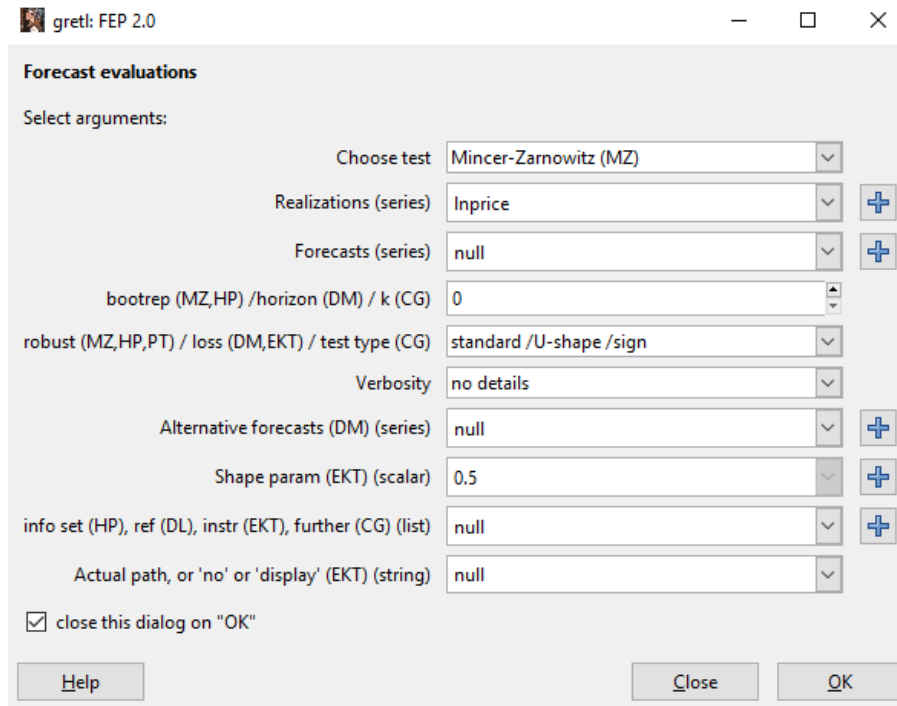 gretl: FEP 2.0
Forecast evaluations
Select arguments:
Choose test Mincer-Zarnowitz (MZ)
Realizations (series) lnprice
Forecasts (series) null
bootrep (MZ,HP) /horizon (DM) / k (CG) 0
robust (MZ,HP,PT) / loss (DM,EKT) / test type (CG) standard /U-shape /sign
Verbosity no details
Alternative forecasts (DM) (series) null
Shape param (EKT) (scalar) 0.5
info set (HP), ref (DL), instr (EKT), further (CG) (list) null
Actual path, or 'no' or 'display' (EKT) (string) null
close this dialog on "OK"
Help Close OK